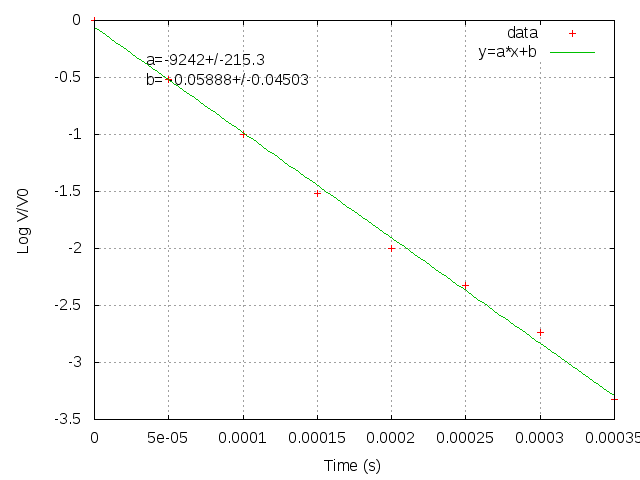 0
-0.5
-1
-1.5
-2
-2.5
-3
-3.5
0
5e-05
0.0001
0.00015
0.0002
0.00025
0.0003
0.00035
Log V/V0
Time (s)
data
y=a*x+b
a=-9242+/-215.3
b=-0.05888+/-0.04503